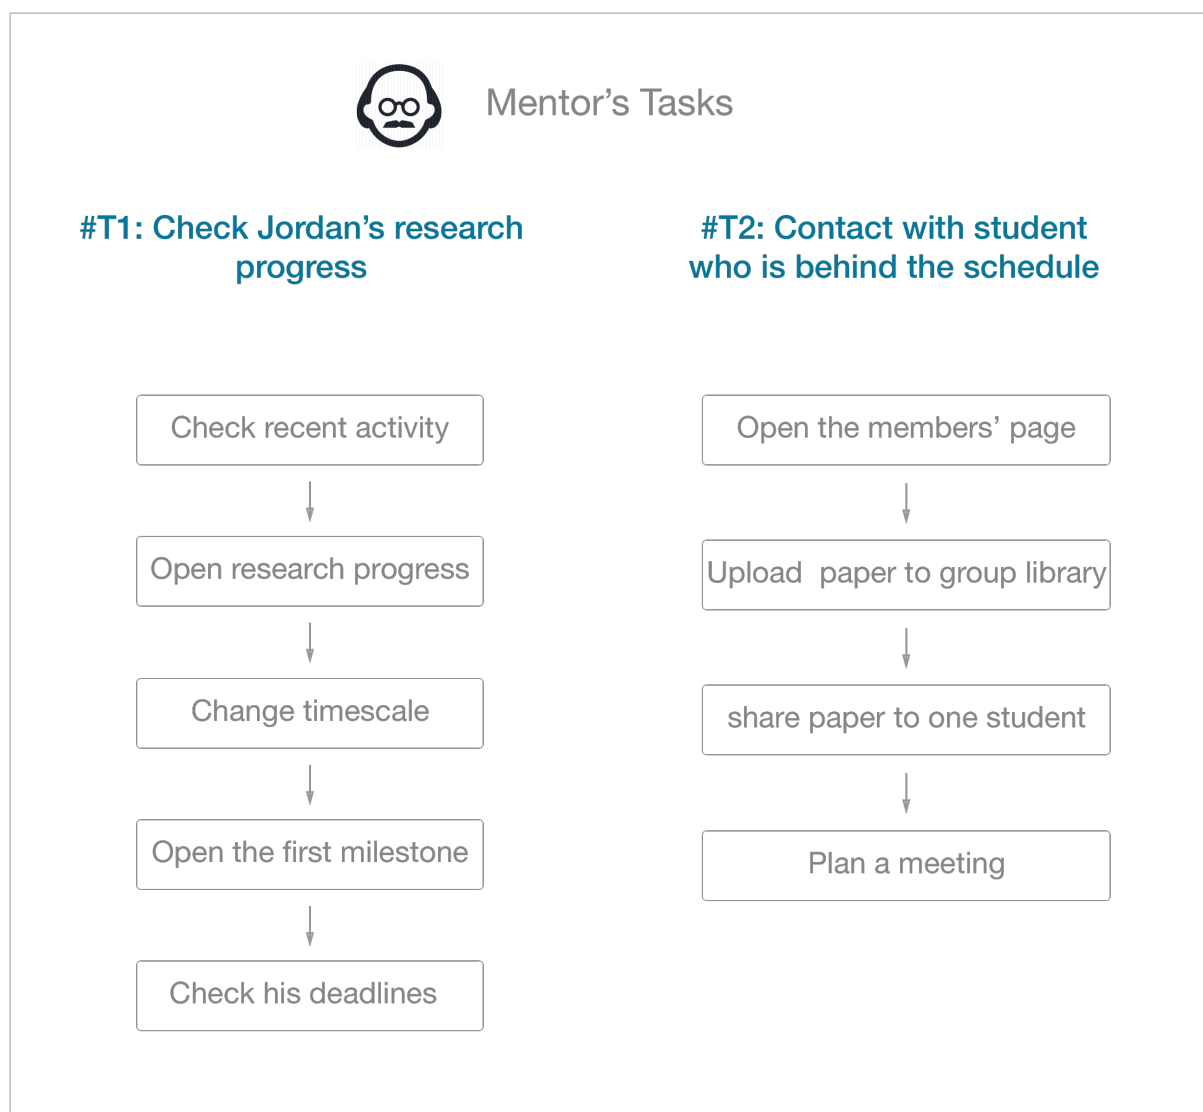 Mentor’s Tasks
#T1: Check Jordan’s research
progress
Check recent activity
Open research progress
Change timescale
Open the first milestone
Check his deadlines
#T2: Contact with student
who is behind the schedule
Open the members’ page
Upload  paper to group library
share paper to one student
Plan a meeting